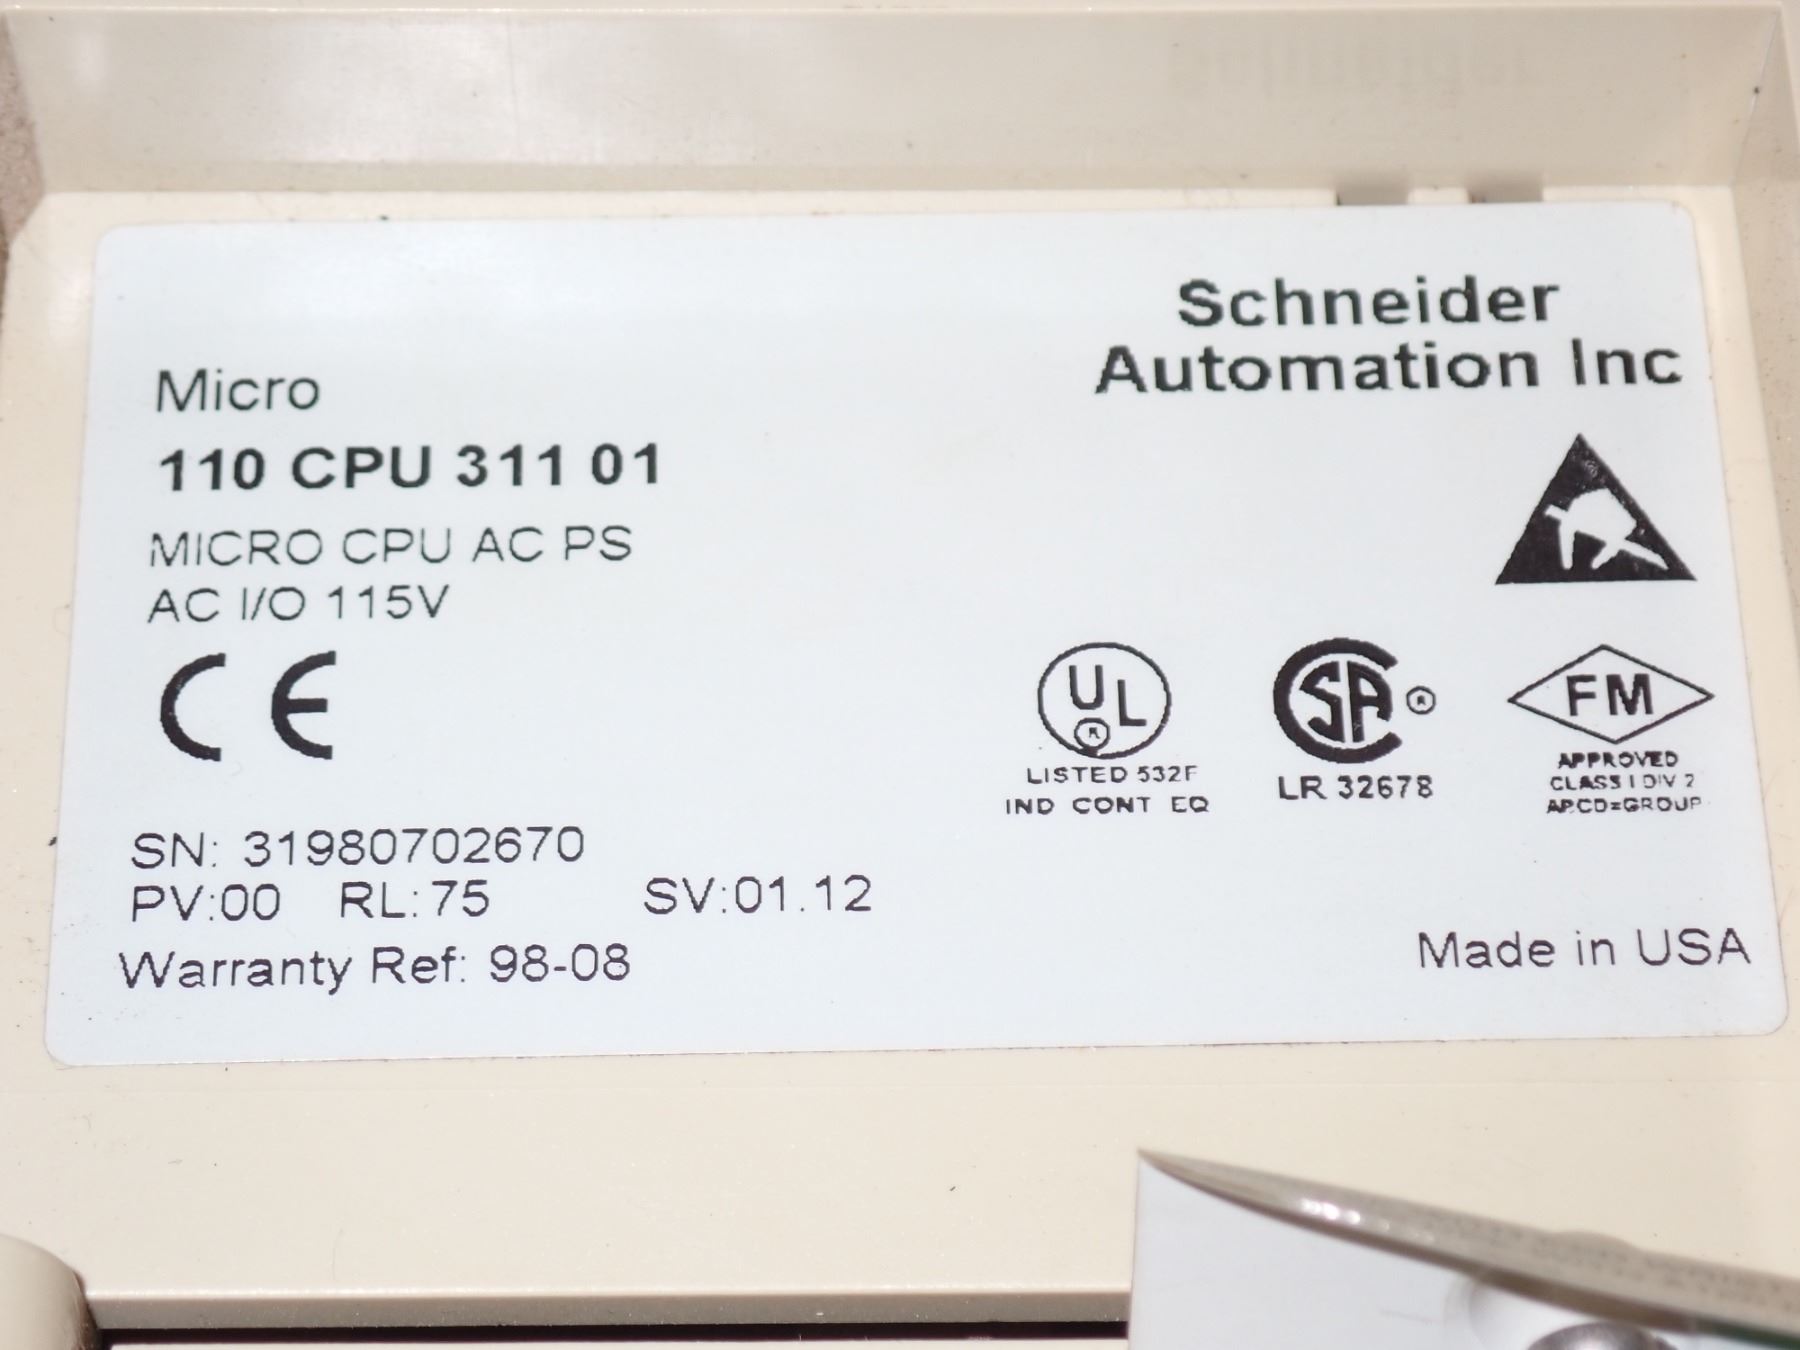 Schneider
Automation Inc
Micro
110 CPU 311 01
MICRO CPU AC PS
AC I/O 115V
CE
UL
®
LISTED 532F
IND CONT EQ
SA ®
LR 32678
FM
APPROVED
CLASS I DIV 2
SN: 31980702670
PV:00 RL:75 SV:01.12
Warranty Ref: 98-08
Made in USA